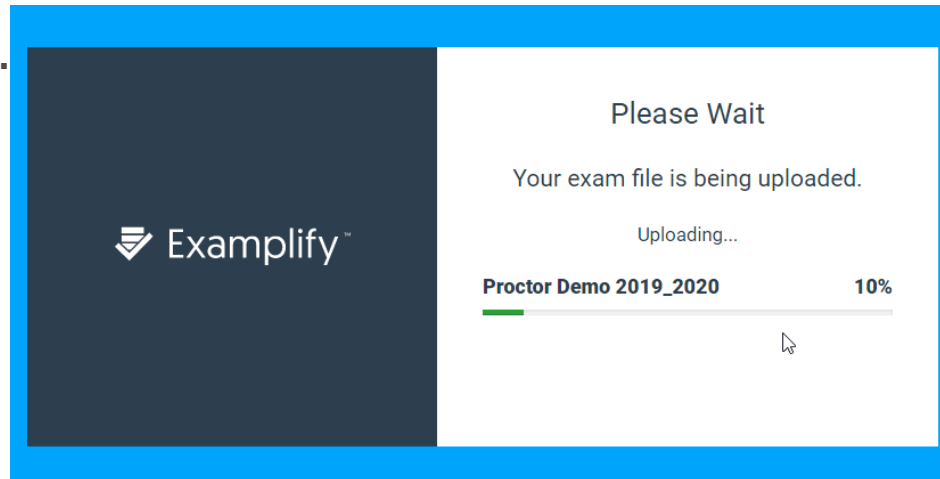 Examplify™
Please Wait
Your exam file is being uploaded.
Uploading...
Proctor Demo 2019_2020 10%